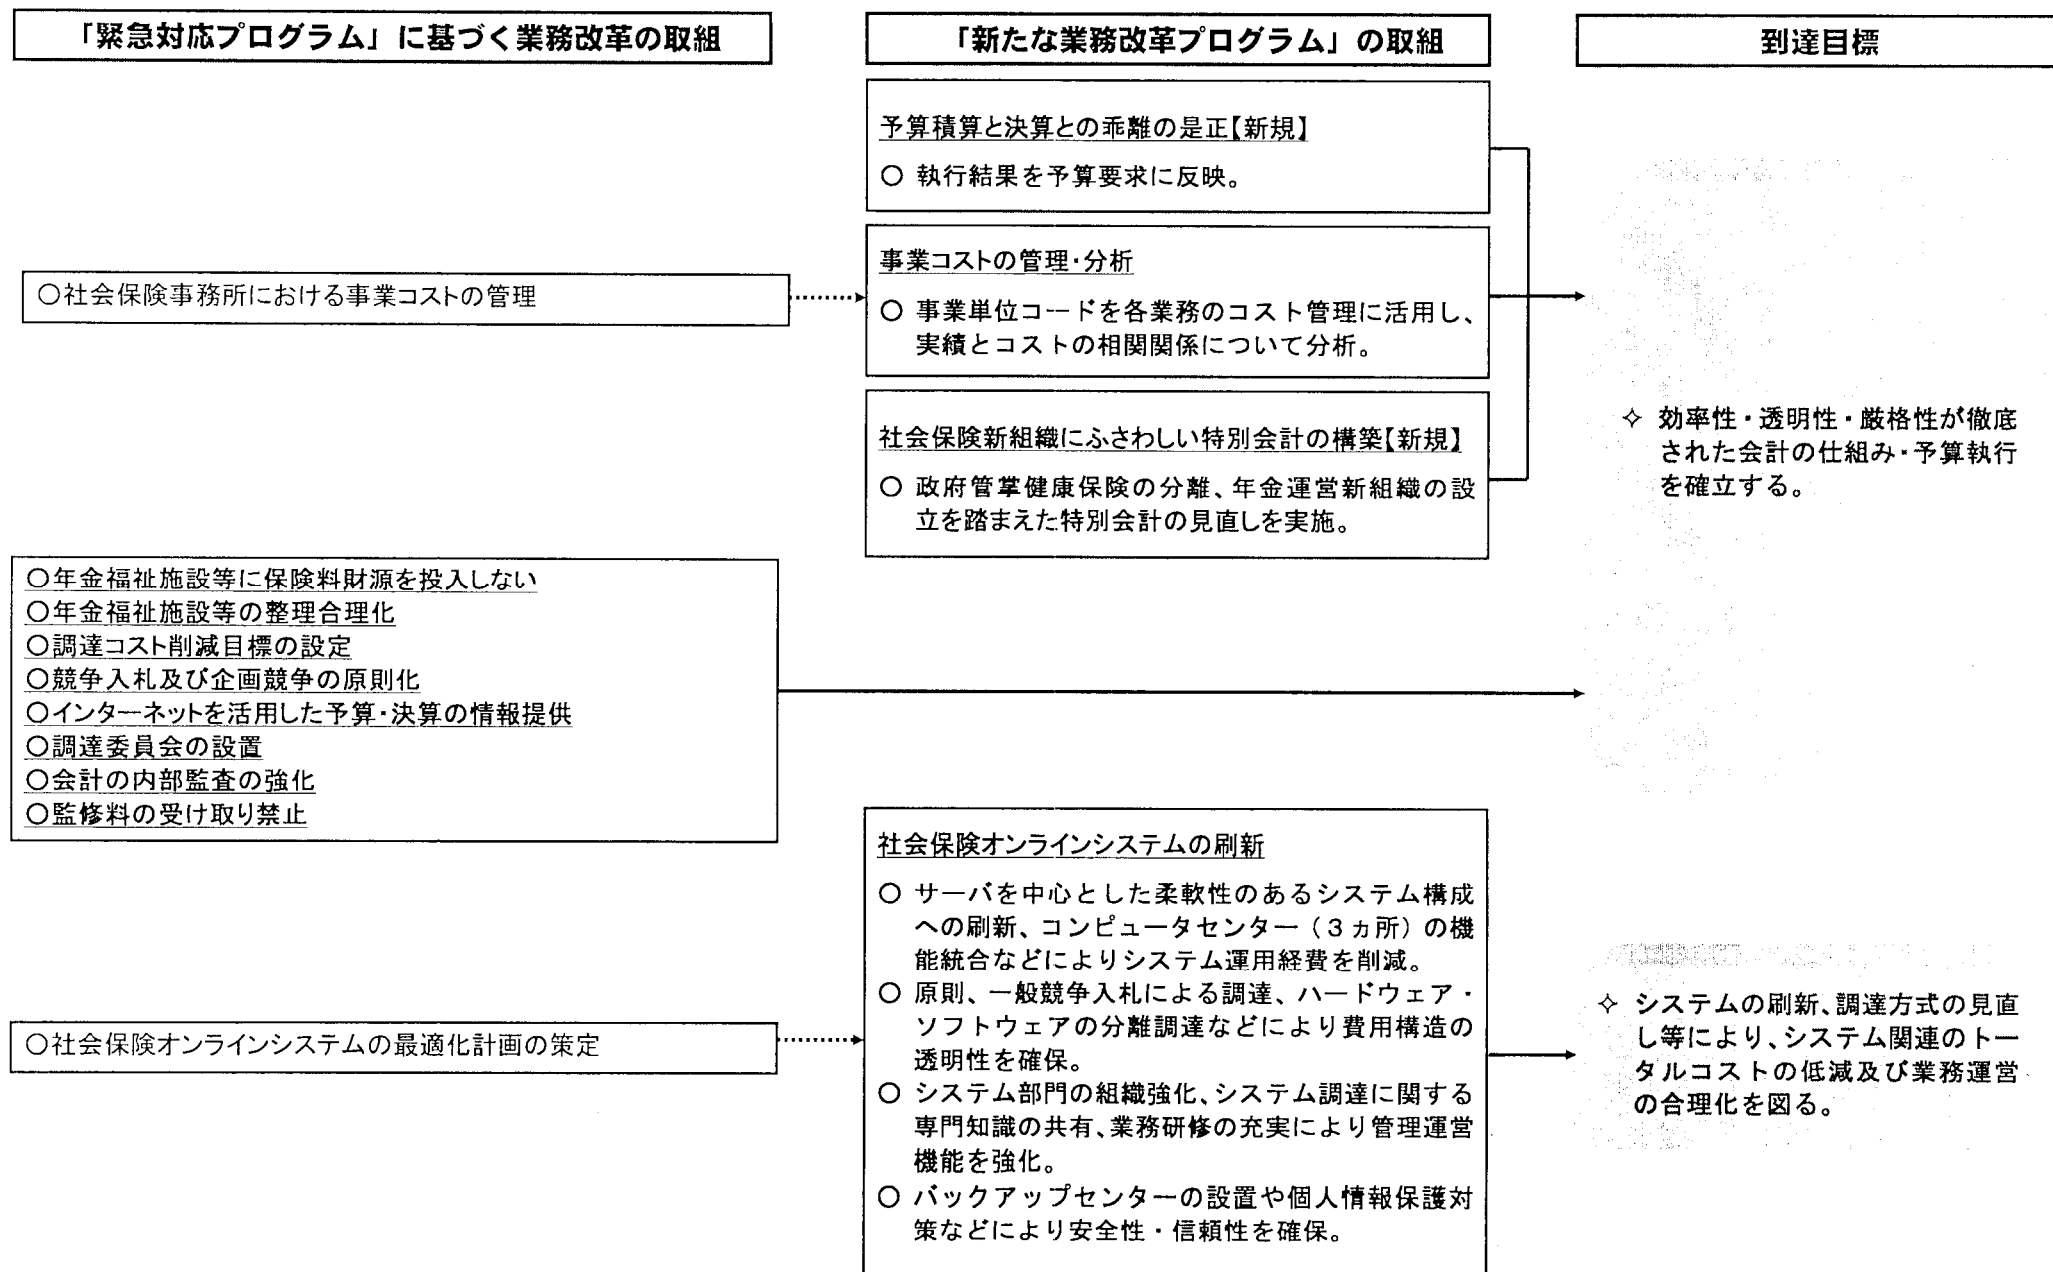 「緊急対応プログラム」に基づく業務改革の取組
「新たな業務改革プログラム」の取組
到達目標
予算積算と決算との乖離の是正【新規】
○ 執行結果を予算要求に反映。
○社会保険事務所における事業コストの管理
事業コストの管理・分析
○ 事業単位コードを各業務のコスト管理に活用し、
実績とコストの相関関係について分析。
社会保険新組織にふさわしい特別会計の構築【新規】
○ 政府管掌健康保険の分離、年金運営新組織の設
立を踏まえた特別会計の見直しを実施。
✧ 効率性・透明性・厳格性が徹底
された会計の仕組み・予算執行
を確立する。
○年金福祉施設等に保険料財源を投入しない
○年金福祉施設等の整理合理化
○調達コスト削減目標の設定
○競争入札及び企画競争の原則化
○インターネットを活用した予算・決算の情報提供
○調達委員会の設置
○会計の内部監査の強化
○監修料の受け取り禁止
○社会保険オンラインシステムの最適化計画の策定
社会保険オンラインシステムの刷新
○ サーバを中心とした柔軟性のあるシステム構成
への刷新、コンピュータセンター(3ヵ所)の機
能統合などによりシステム運用経費を削減。
○ 原則、一般競争入札による調達、ハードウェア・
ソフトウェアの分離調達などにより費用構造の
透明性を確保。
○ システム部門の組織強化、システム調達に関する
専門知識の共有、業務研修の充実により管理運営
機能を強化。
○ バックアップセンターの設置や個人情報保護対
策などにより安全性・信頼性を確保。
✧ システムの刷新、調達方式の見直
し等により、システム関連のトー
タルコストの低減及び業務運営
の合理化を図る。